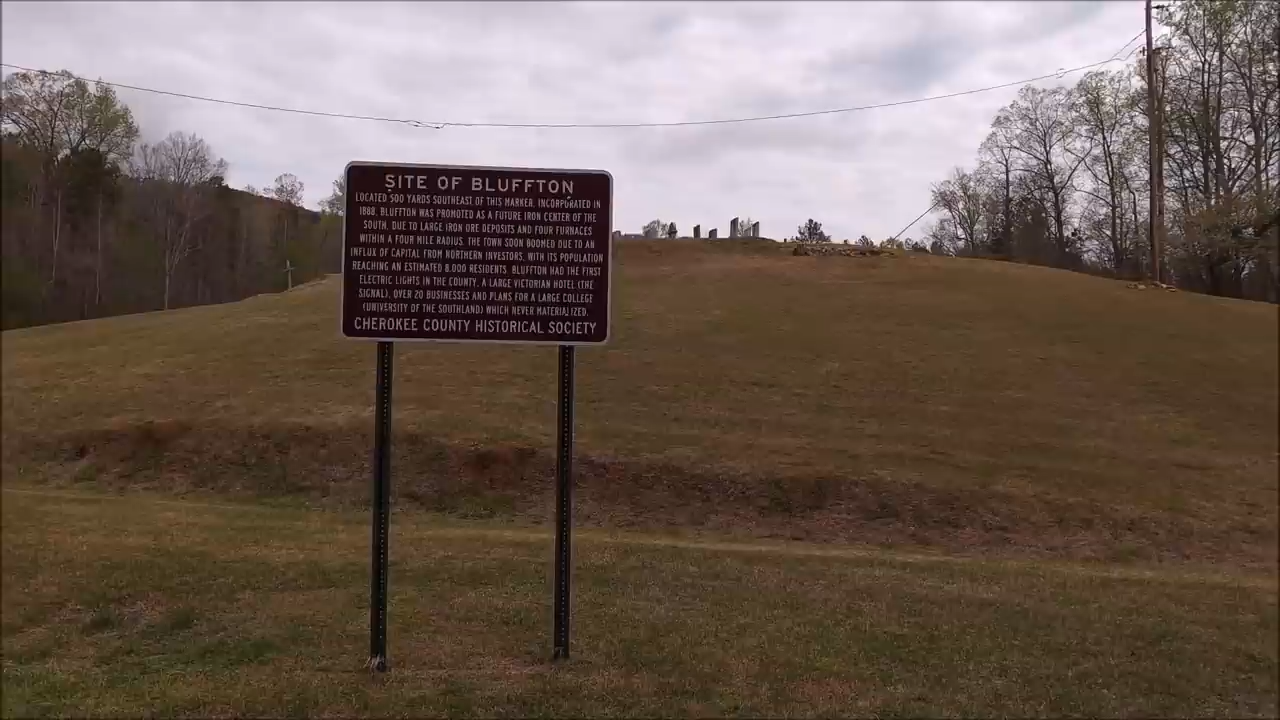 SITE OF BLUFFTON
LOCATED 500 YARDS SOUTHEAST OF THIS MARKER. INCORPORATED IN
1888, BLUFFTON WAS PROMOTED AS A FUTURE IRON CENTER OF THE
SOUTH, DUE TO LARGE IRON ORE DEPOSITS AND FOUR FURNACES
WITHIN A FOUR MILE RADIUS. THE TOWN SOON BOOMED DUE TO AN
INFLUX OF CAPITAL FROM NORTHERN INVESTORS, WITH ITS POPULATION
REACHING AN ESTIMATED 8,000 RESIDENTS. BLUFFTON HAD THE FIRST
ELECTRIC LIGHTS IN THE COUNTY, A LARGE VICTORIAN HOTEL (THE
SIGNAL), OVER 20 BUSINESSES AND PLANS FOR A LARGE COLLEGE
(UNIVERSITY OF THE SOUTHLAND) WHICH NEVER MATERIALIZED.
CHEROKEE COUNTY HISTORICAL SOCIETY